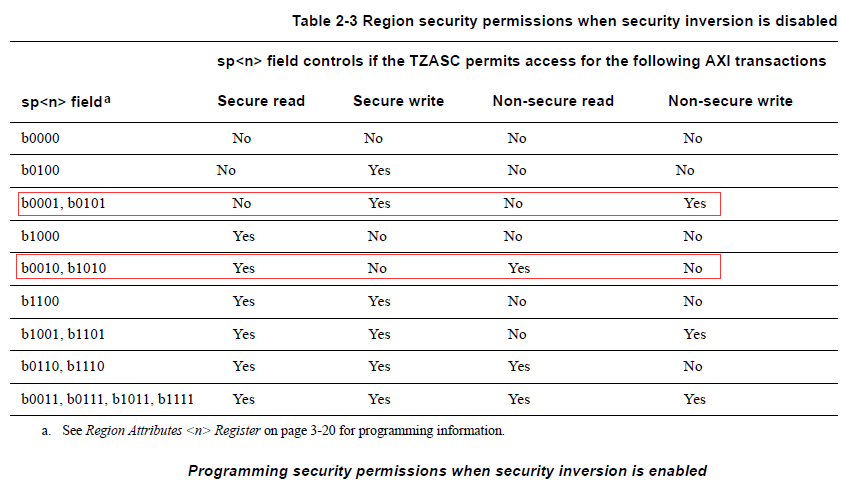 Table 2-3 Region security permissions when security inversion is disabled
sp<n> field controls if the TZASC permits access for the following AXI transactions
sp<n> field a Secure read Secure write Non-secure read Non-secure write
b0000 No No No No
b0100 No Yes No No
b0001, b0101 No Yes No Yes
b1000 Yes No No No
b0010, b1010 Yes No Yes No
b1100 Yes Yes No No
b1001, b1101 Yes Yes No Yes
b0110, b1110 Yes Yes Yes No
b0011, b0111, b1011, b1111 Yes Yes Yes Yes
a. See Region Attributes <n> Register on page 3-20 for programming information.
Programming security permissions when security inversion is enabled